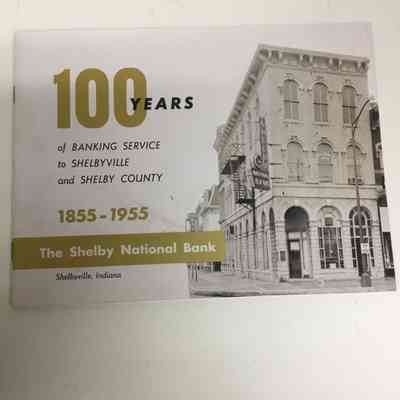 100 YEARS
of BANKING SERVICE
to SHELBYVILLE
and SHELBY COUNTY
1855-1955
The Shelby National Bank
Shelbyville, Indiana